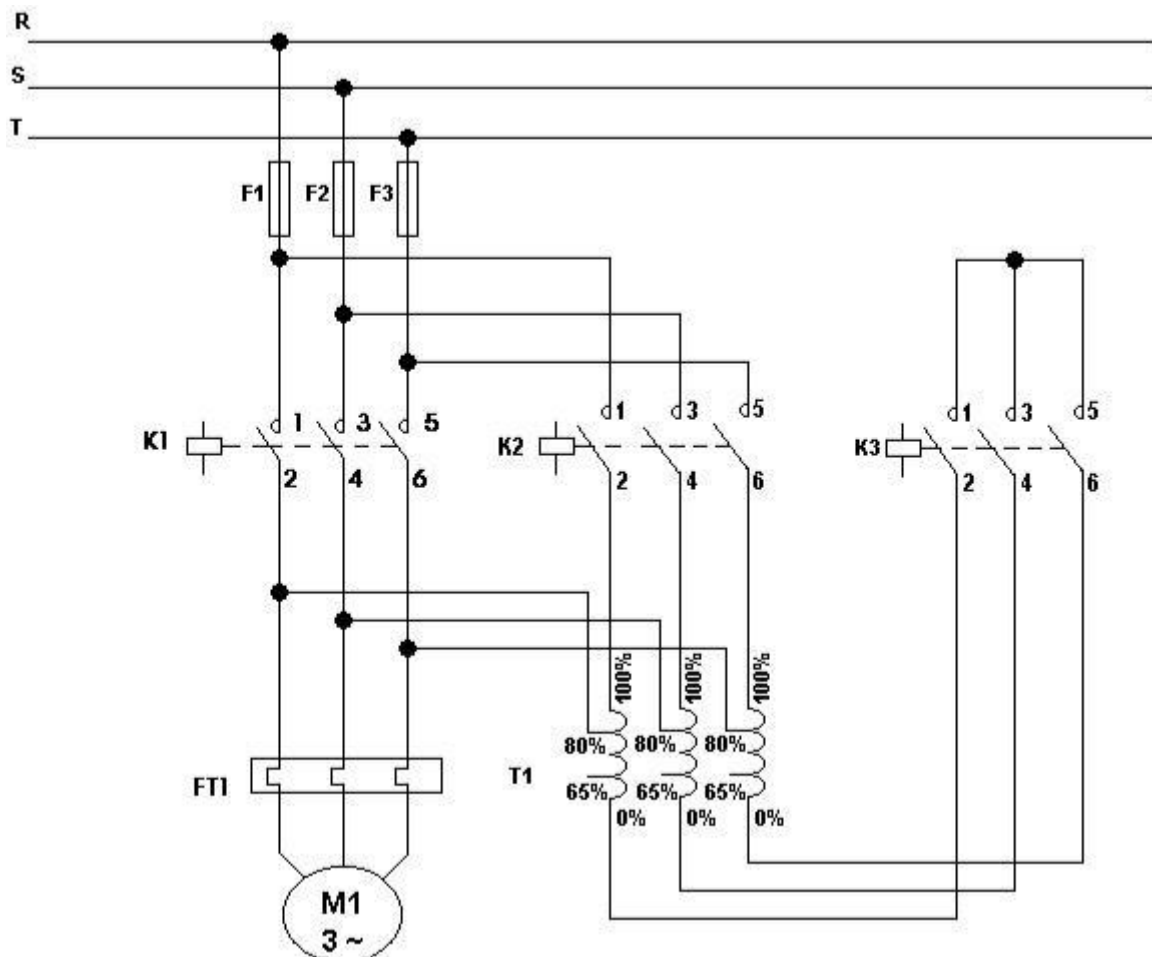 R
S
T
F1 F2 F3
K1 1 3 5
2 4 6
K2 1 3 5
2 4 6
K3 1 3 5
2 4 6
100% 100% 100%
80% 80% 80%
T1 65% 65% 65%
0% 0% 0%
FT1
M1
3 ~